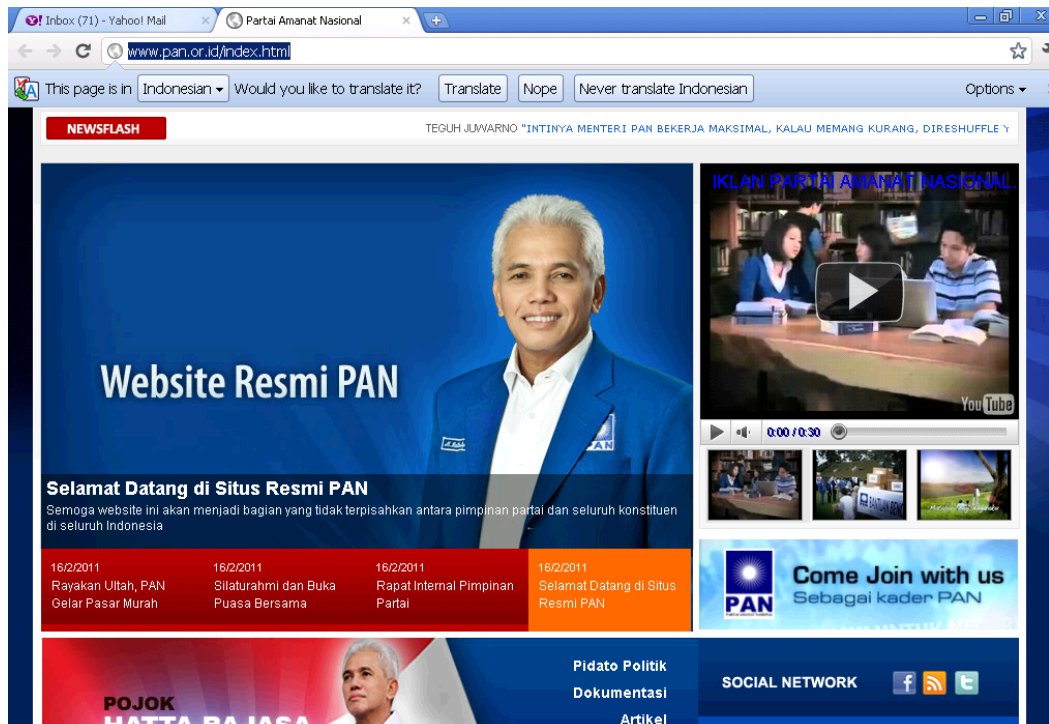 Inbox (71) - Yahoo! Mail
Partai Amanat Nasional
www.pan.or.id/index.html
This page is in Indonesian Would you like to translate it? Translate Nope Never translate Indonesian Options
NEWSFLASH
TEGUH JUWARNO "INTINYA MENTERI PAN BEKERJA MAKSIMAL, KALAU MEMANG KURANG, DIRESHUFFLE Y
IKLAN PARTAI AMANAT NASIONAL.
Website Resmi PAN
PAN
YouTube
0:00 / 0:30
Selamat Datang di Situs Resmi PAN
Semoga website ini akan menjadi bagian yang tidak terpisahkan antara pimpinan partai dan seluruh konstituen
di seluruh Indonesia
16/2/2011
Rayakan Ultah, PAN
Gelar Pasar Murah
16/2/2011
Silaturahmi dan Buka
Puasa Bersama
16/2/2011
Rapat Internal Pimpinan
Partai
16/2/2011
Selamat Datang di Situs
Resmi PAN
PAN
Come Join with us
Sebagai kader PAN
POJOK
HATTA RAJASA
Pidato Politik
Dokumentasi
Artikel
SOCIAL NETWORK